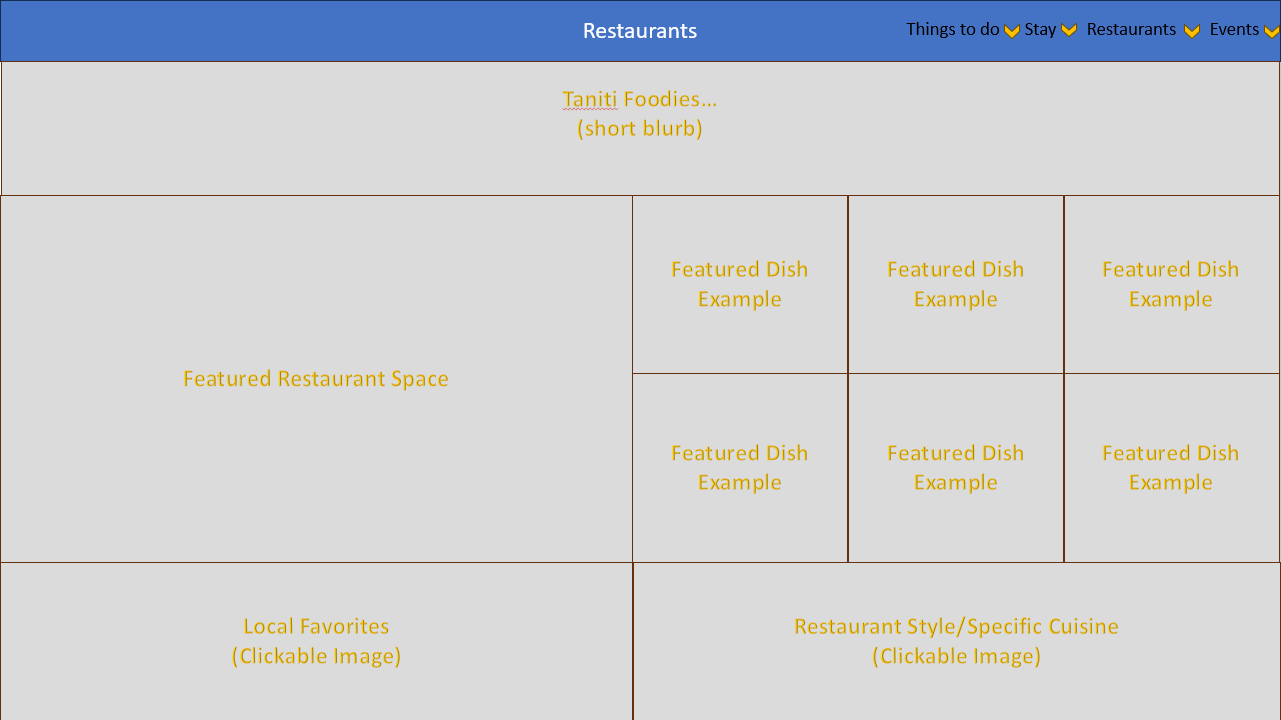 Restaurants
Things to do Stay Restaurants Events
Taniti Foodies...
(short blurb)
Featured Restaurant Space
Featured Dish
Example
Featured Dish
Example
Featured Dish
Example
Featured Dish
Example
Featured Dish
Example
Featured Dish
Example
Local Favorites
(Clickable Image)
Restaurant Style/Specific Cuisine
(Clickable Image)